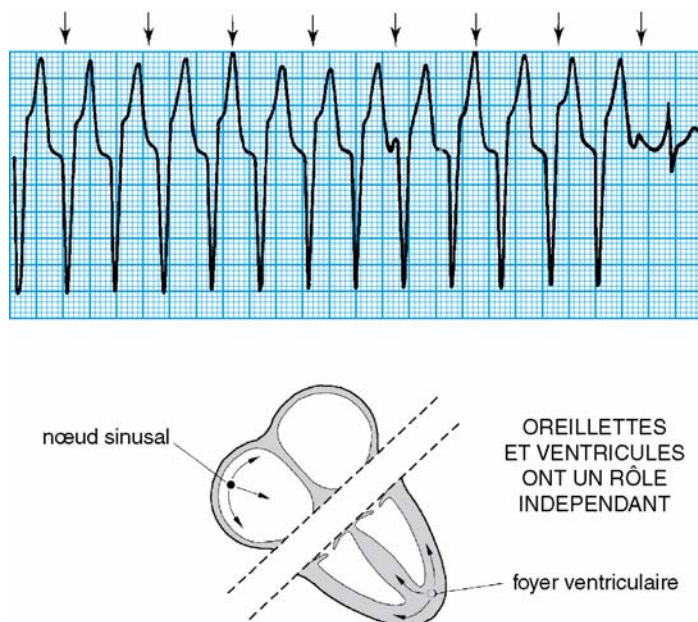 nœud sinusal
OREILLETTES
ET VENTRICULES
ONT UN RÔLE
INDEPENDANT
foyer ventriculaire